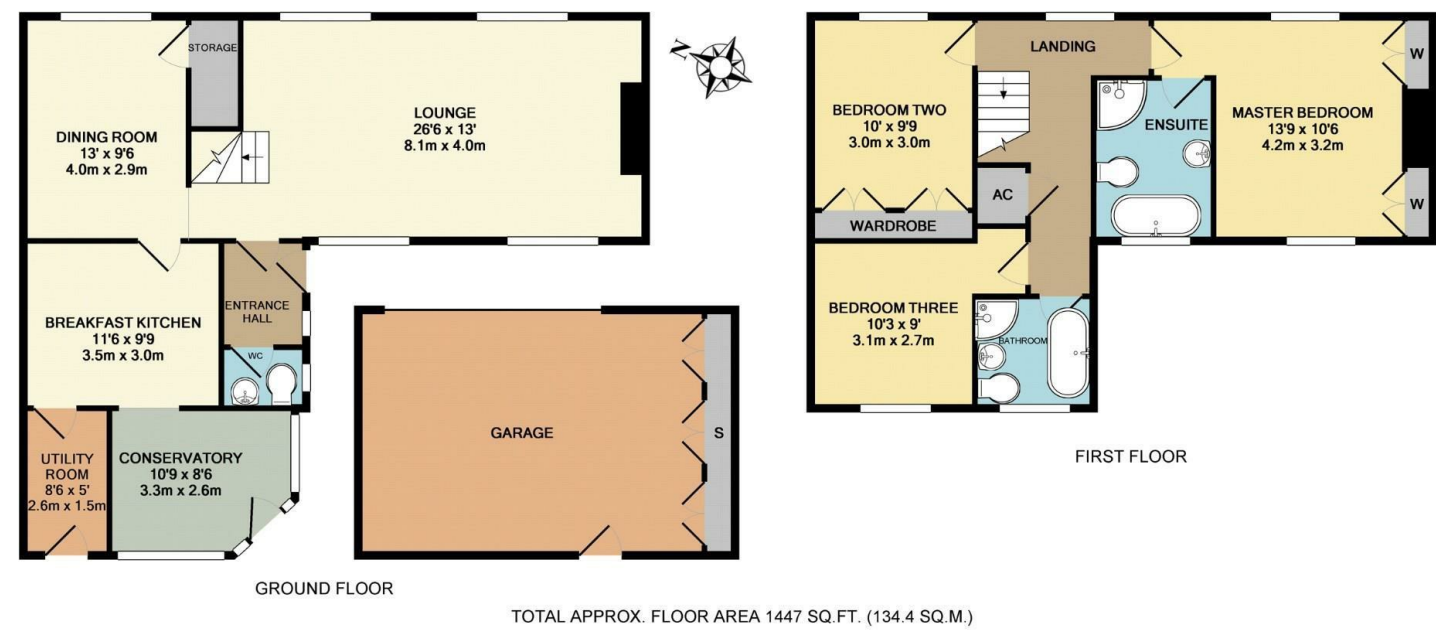 STORAGE
DINING ROOM
13' x 9'6
4.0m x 2.9m
LOUNGE
26'6 x 13'
8.1m x 4.0m
N
BREAKFAST KITCHEN
11'6 x 9'9
3.5m x 3.0m
ENTRANCE
HALL
WC
UTILITY
ROOM
8'6 x 5'
2.6m x 1.5m
CONSERVATORY
10'9 x 8'6
3.3m x 2.6m
GARAGE
S
GROUND FLOOR
LANDING
W
BEDROOM TWO
10' x 9'9
3.0m x 3.0m
ENSUITE
MASTER BEDROOM
13'9 x 10'6
4.2m x 3.2m
AC
W
WARDROBE
BEDROOM THREE
10'3 x 9'
3.1m x 2.7m
BATHROOM
FIRST FLOOR
TOTAL APPROX. FLOOR AREA 1447 SQ.FT. (134.4 SQ.M.)